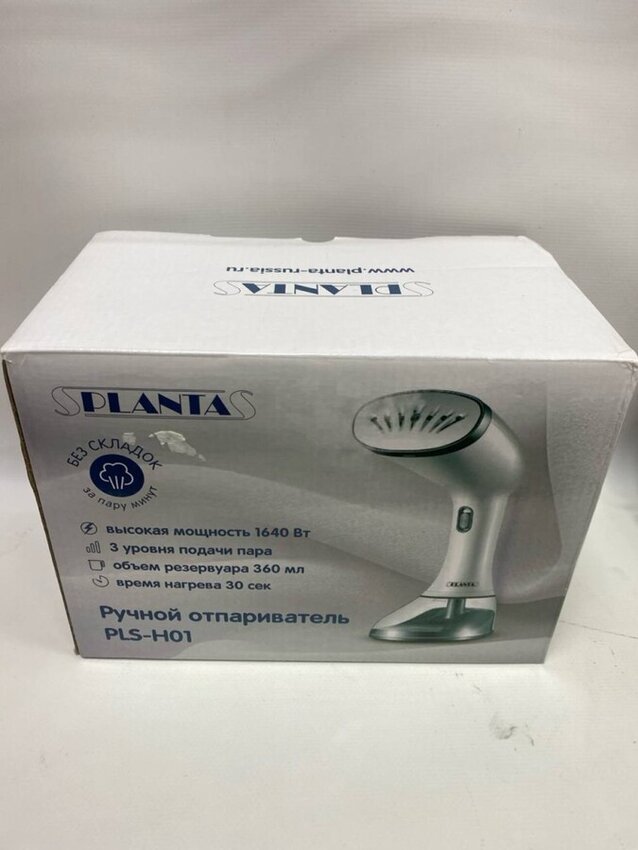 www.planta-russia.ru
PLANTA
PLANTA
БЕЗ СКЛАДОК
за пару минут
высокая мощность 1640 Вт
3 уровня подачи пара
объем резервуара 360 мл
время нагрева 30 сек
Ручной отпариватель
PLS-H01
PLANTA